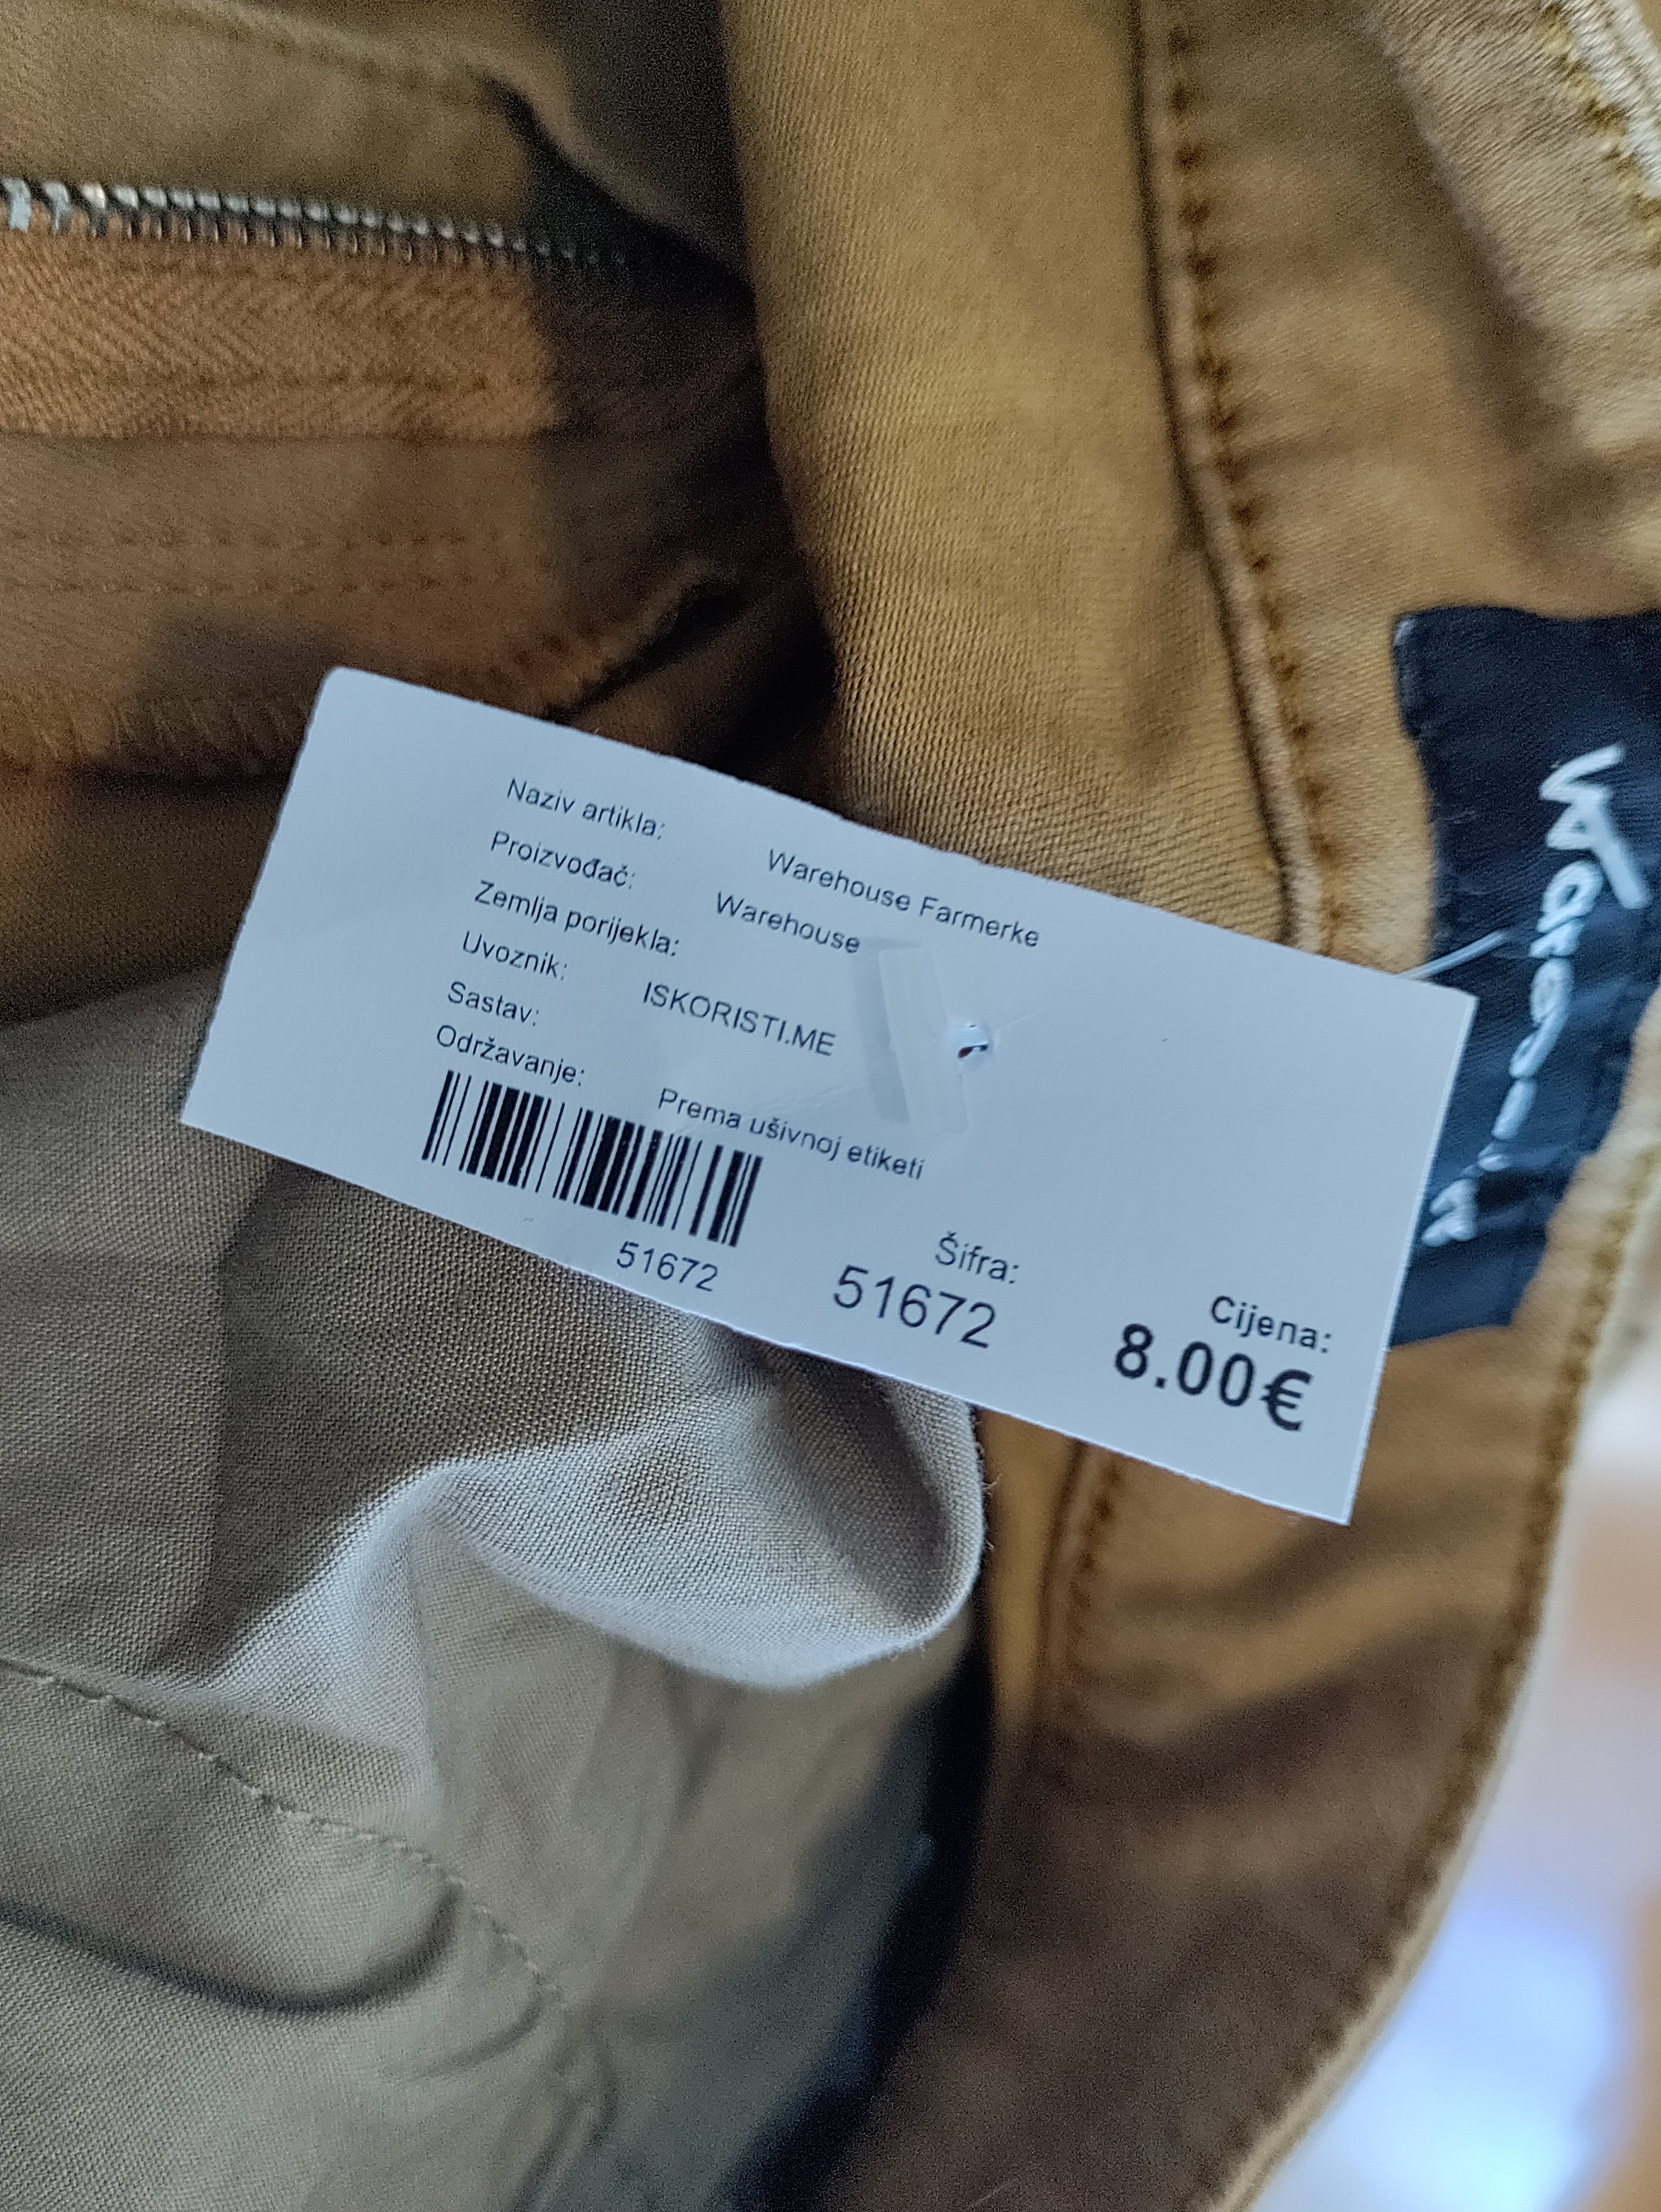 Naziv artikla: Warehouse Farmerke
Proizvođač: Warehouse
Zemlja porijekla:
Uvoznik: ISKORISTI.ME
Sastav:
Održavanje: Prema ušivnoj etiketi
51672
Šifra:
51672
Cijena:
8.00€
Warehouse